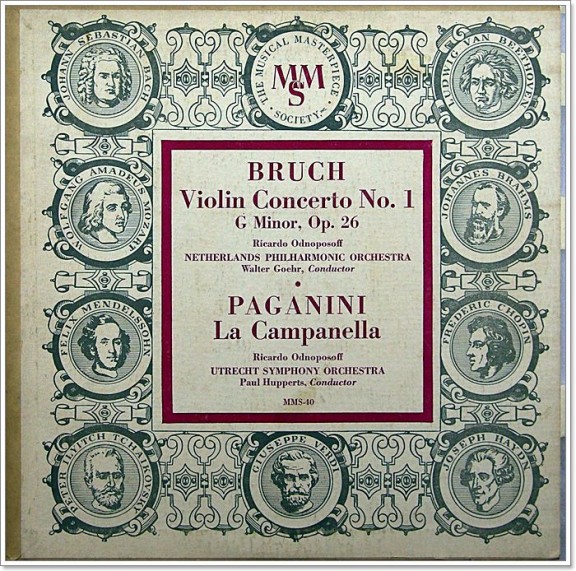 JOHANN SEBASTIAN BACH
THE MUSICAL MASTERPIECE · SOCIETY ·
MMS
LUDWIG VAN BEETHOVEN
WOLFGANG AMADEUS MOZART
JOHANNES BRAHMS
BRUCH
Violin Concerto No. 1
G Minor, Op. 26
Ricardo Odnoposoff
NETHERLANDS PHILHARMONIC ORCHESTRA
Walter Goehr, Conductor
•
PAGANINI
La Campanella
Ricardo Odnoposoff
UTRECHT SYMPHONY ORCHESTRA
Paul Hupperts, Conductor
MMS-40
FELIX MENDELSSOHN
FREDERIC CHOPIN
PETER ILYITCH TCHAIKOVSKY
GIUSEPPE VERDI
JOSEPH HAYDN